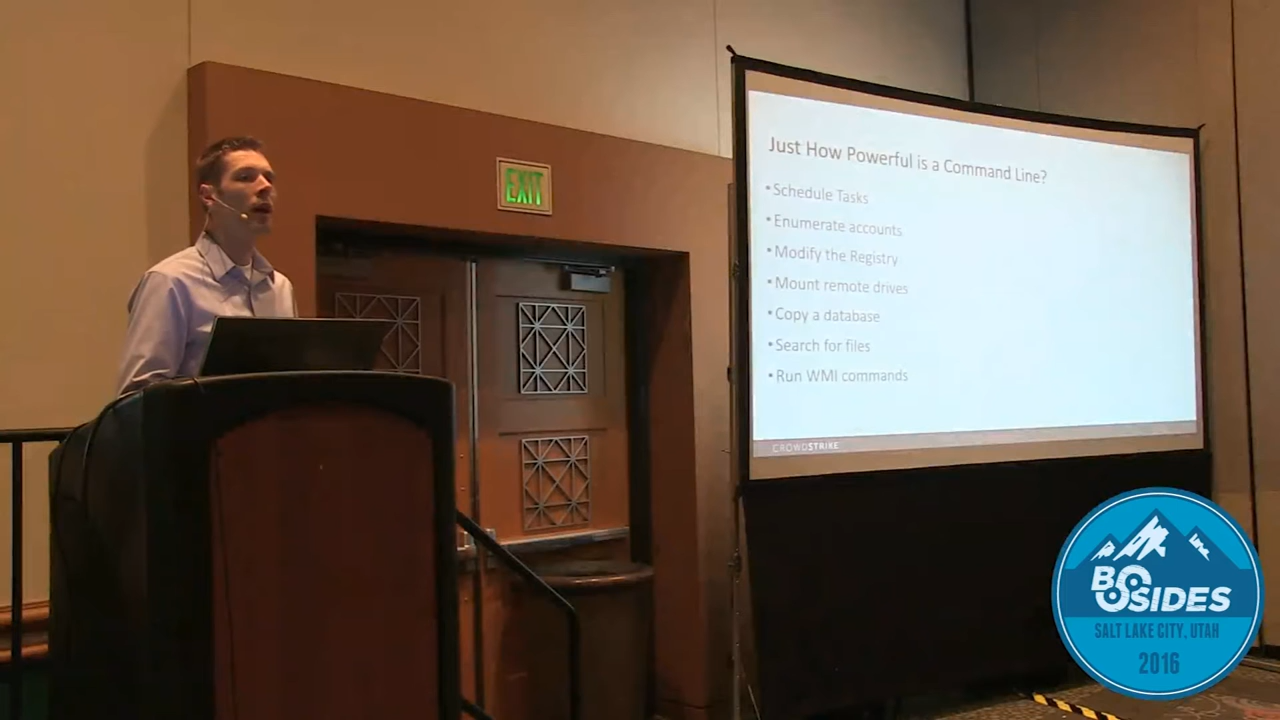 EXIT
Just How Powerful is a Command Line?
• Schedule Tasks
• Enumerate accounts
• Modify the Registry
• Mount remote drives
• Copy a database
• Search for files
• Run WMI commands
CROWDSTRIKE
BSIDES
SALT LAKE CITY, UTAH
2016